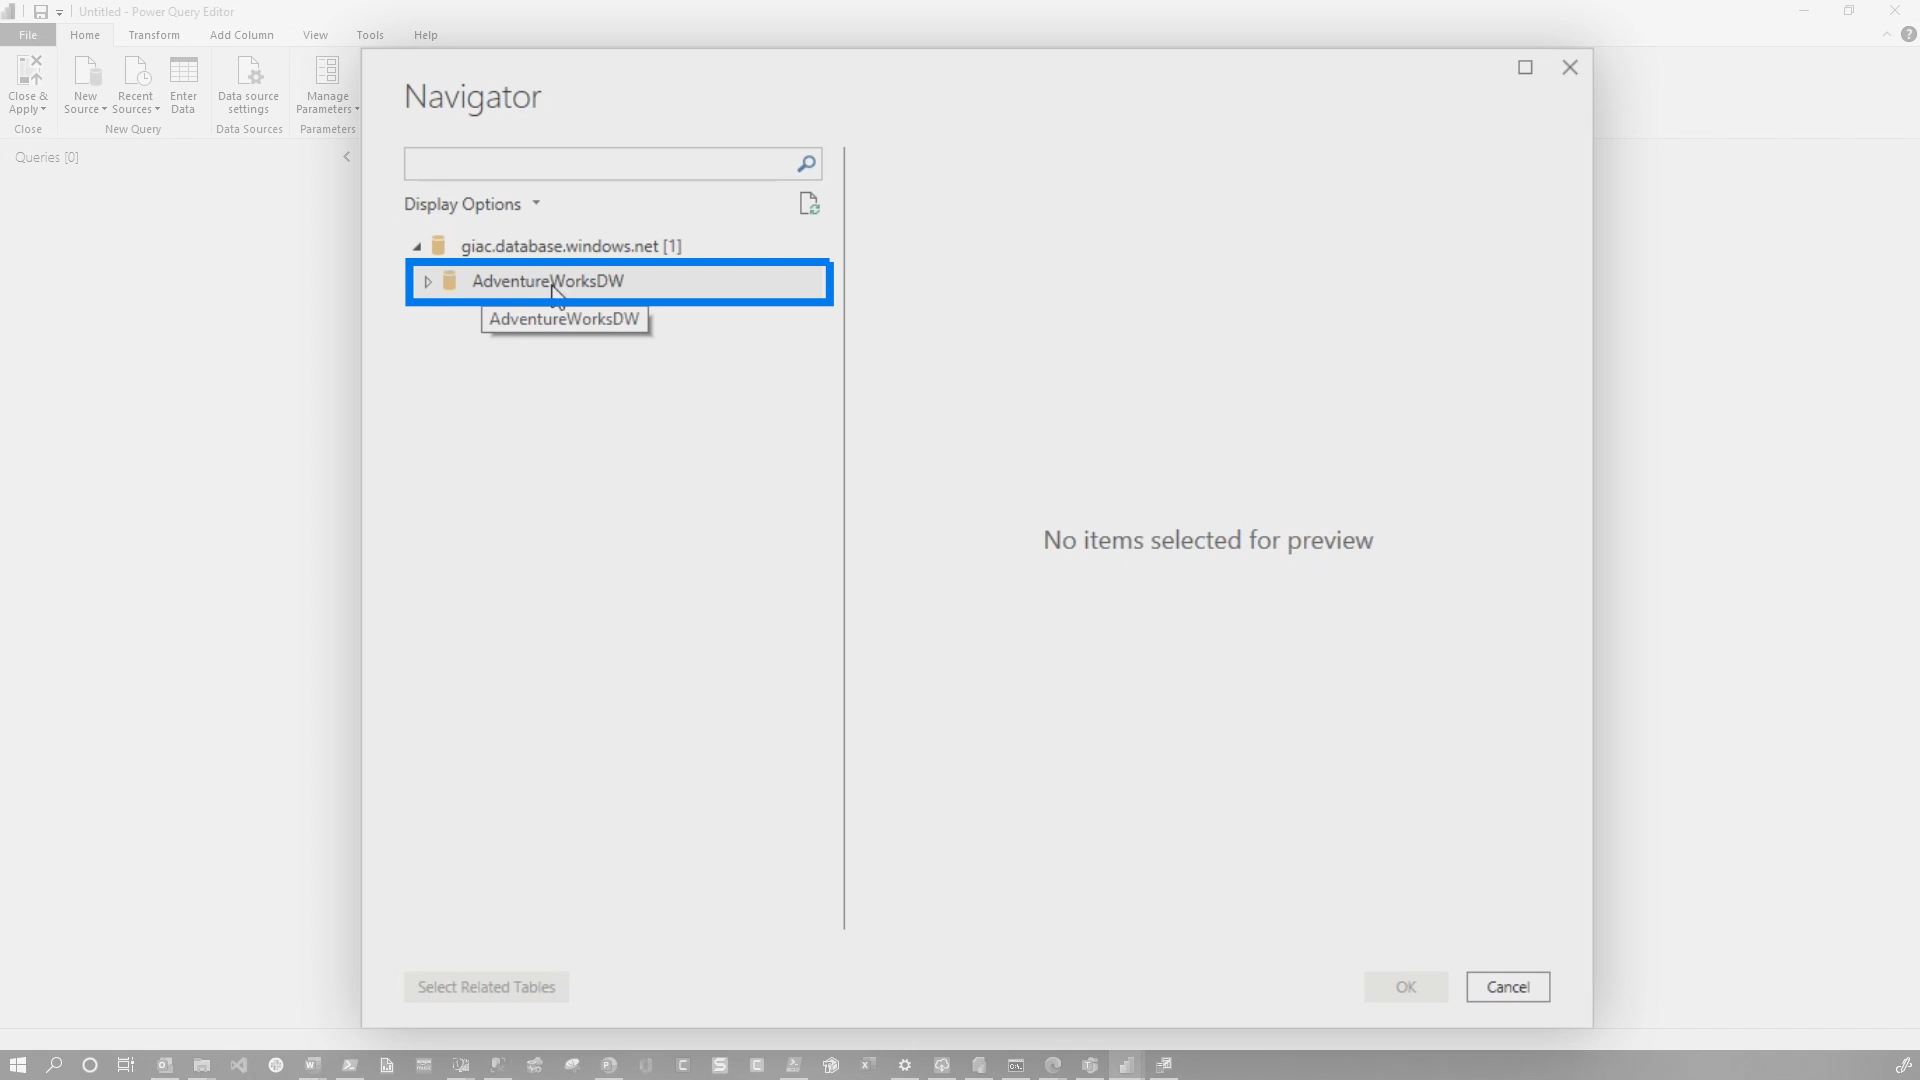 Untitled - Power Query Editor
File Home Transform Add Column View Tools Help
Close & Apply
New Source
Recent Sources
Enter Data
Data source settings
Manage Parameters
Close
New Query
Data Sources
Parameters
Queries [0]
Navigator
Display Options
giac.database.windows.net [1]
AdventureWorksDW
AdventureWorksDW
No items selected for preview
Select Related Tables
OK
Cancel